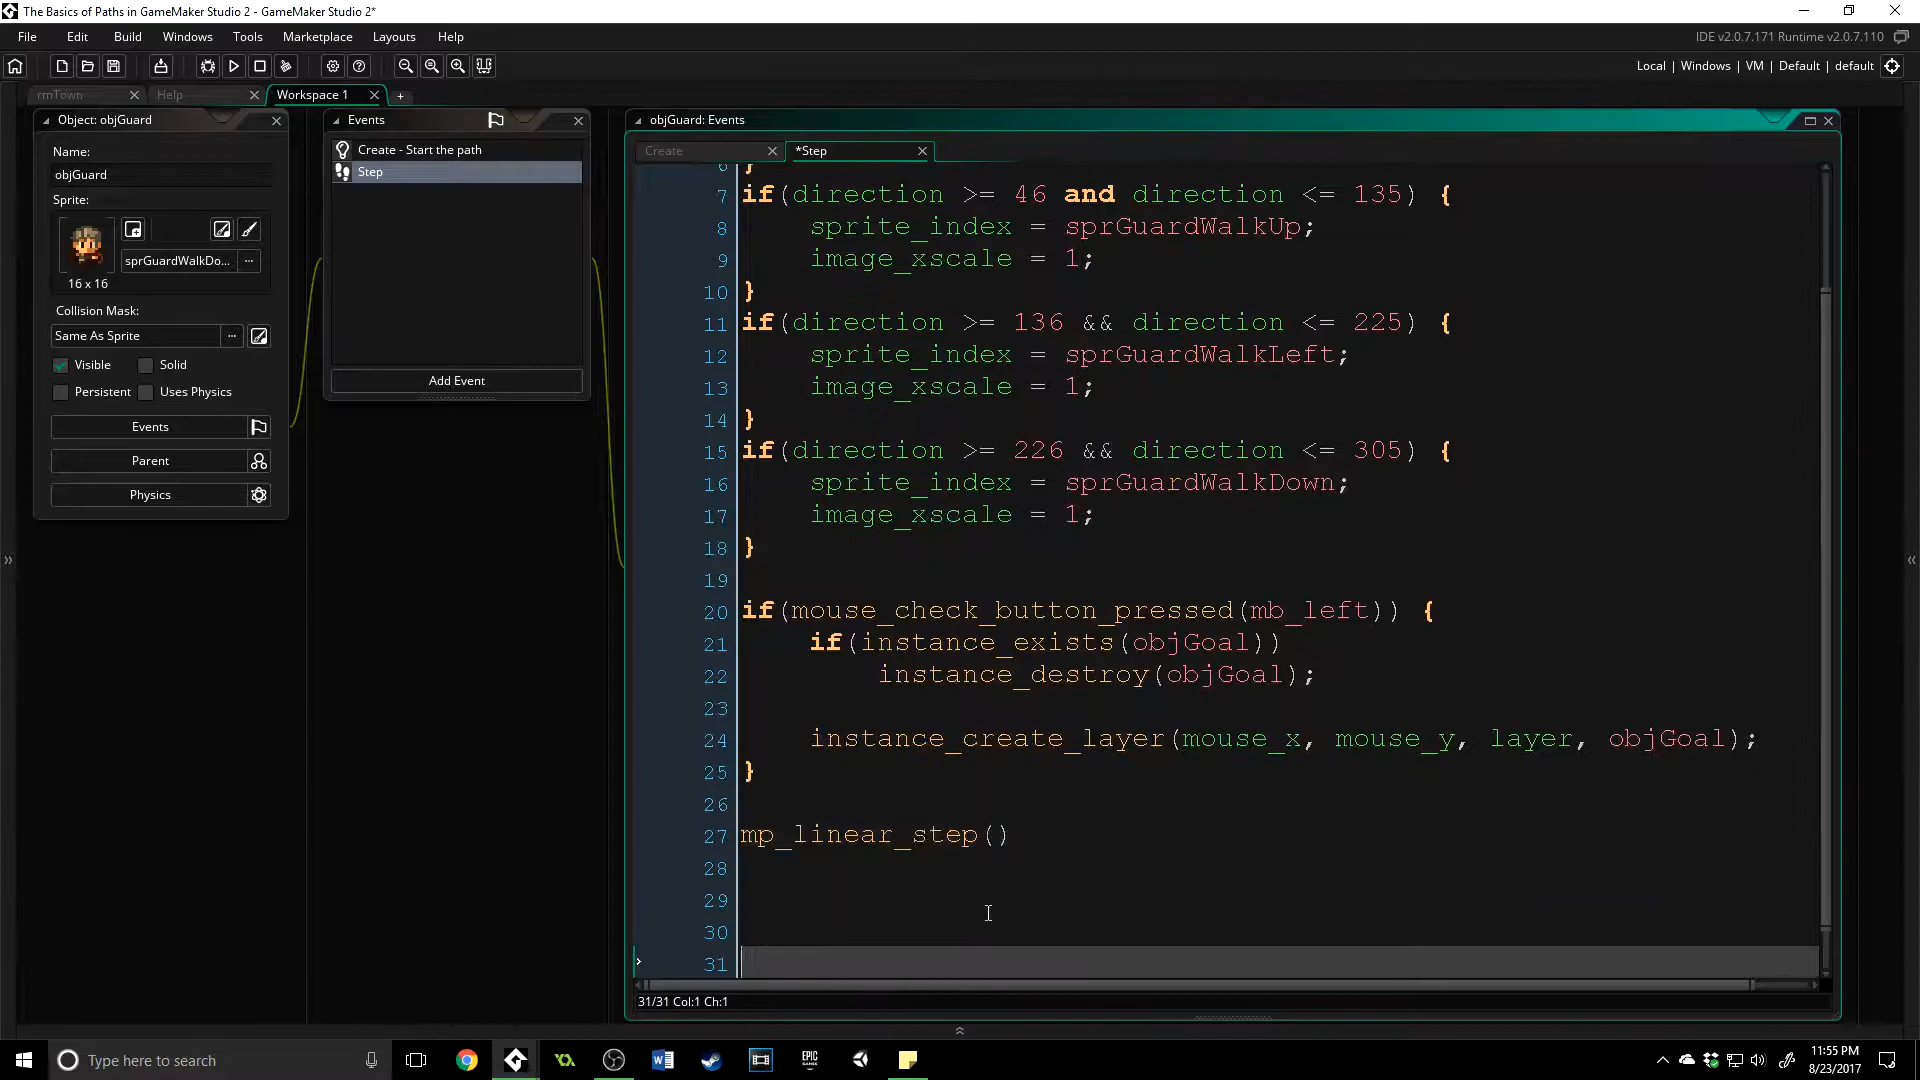 The Basics of Paths in GameMaker Studio 2 - GameMaker Studio 2*
File Edit Build Windows Tools Marketplace Layouts Help
IDE v2.0.7.171 Runtime v2.0.7.110
Local | Windows | VM | Default | default
rmTown
Help
Workspace 1
Object: objGuard
Name:
objGuard
Sprite:
sprGuardWalkDo...
16 x 16
Collision Mask:
Same As Sprite
Visible Solid
Persistent Uses Physics
Events
Parent
Physics
Events
Create - Start the path
Step
Add Event
objGuard: Events
Create
*Step
6 }
7 if(direction >= 46 and direction <= 135) {
8 sprite_index = sprGuardWalkUp;
9 image_xscale = 1;
10 }
11 if(direction >= 136 && direction <= 225) {
12 sprite_index = sprGuardWalkLeft;
13 image_xscale = 1;
14 }
15 if(direction >= 226 && direction <= 305) {
16 sprite_index = sprGuardWalkDown;
17 image_xscale = 1;
18 }
19
20 if(mouse_check_button_pressed(mb_left)) {
21 if(instance_exists(objGoal))
22 instance_destroy(objGoal);
23
24 instance_create_layer(mouse_x, mouse_y, layer, objGoal);
25 }
26
27 mp_linear_step()
28
29
30
31
31/31 Col:1 Ch:1
Type here to search
EPIC GAMES
11:55 PM
8/23/2017